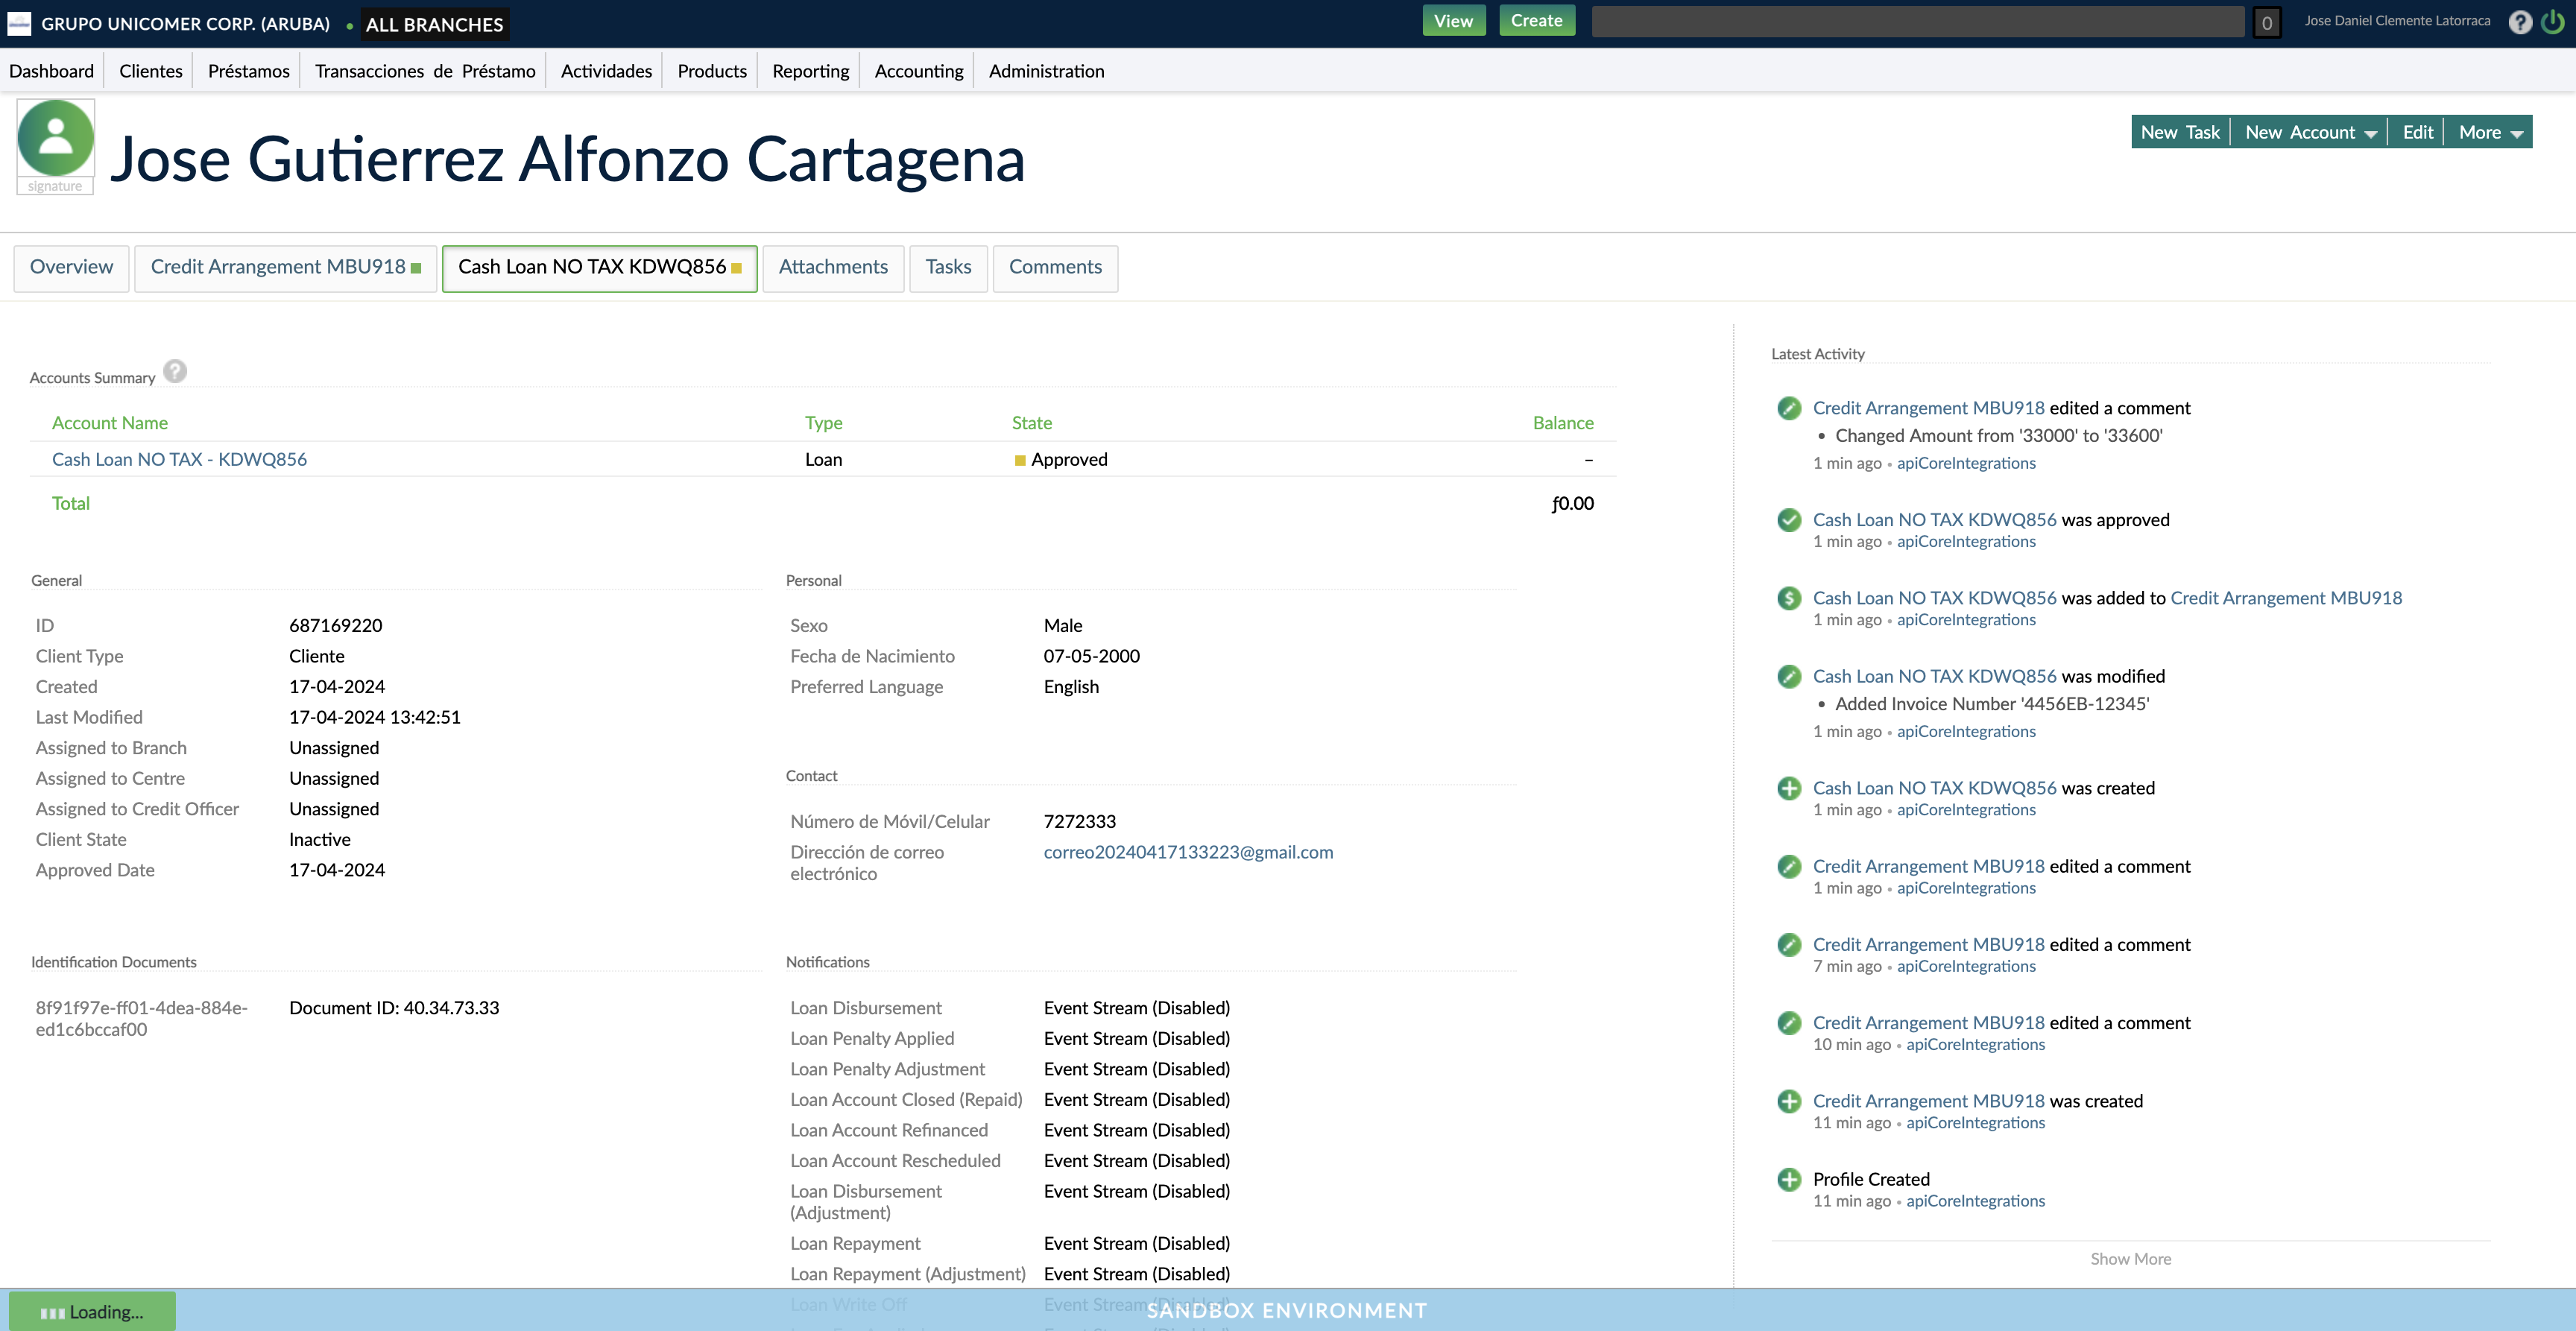 GRUPO UNICOMER CORP. (ARUBA) • ALL BRANCHES
View Create
0
Jose Daniel Clemente Latorraca
?
Dashboard Clientes Préstamos Transacciones de Préstamo Actividades Products Reporting Accounting Administration
signature
Jose Gutierrez Alfonzo Cartagena
New Task New Account Edit More
Overview Credit Arrangement MBU918 Cash Loan NO TAX KDWQ856 Attachments Tasks Comments
Accounts Summary ?
Account Name Type State Balance
Cash Loan NO TAX - KDWQ856 Loan Approved –
Total ƒ0.00
General
ID 687169220
Client Type Cliente
Created 17-04-2024
Last Modified 17-04-2024 13:42:51
Assigned to Branch Unassigned
Assigned to Centre Unassigned
Assigned to Credit Officer Unassigned
Client State Inactive
Approved Date 17-04-2024
Identification Documents
8f91f97e-ff01-4dea-884e- Document ID: 40.34.73.33
ed1c6bccaf00
Personal
Sexo Male
Fecha de Nacimiento 07-05-2000
Preferred Language English
Contact
Número de Móvil/Celular 7272333
Dirección de correo correo20240417133223@gmail.com
electrónico
Notifications
Loan Disbursement Event Stream (Disabled)
Loan Penalty Applied Event Stream (Disabled)
Loan Penalty Adjustment Event Stream (Disabled)
Loan Account Closed (Repaid) Event Stream (Disabled)
Loan Account Refinanced Event Stream (Disabled)
Loan Account Rescheduled Event Stream (Disabled)
Loan Disbursement Event Stream (Disabled)
(Adjustment)
Loan Repayment Event Stream (Disabled)
Loan Repayment (Adjustment) Event Stream (Disabled)
Loan Write Off Event Stream (Disabled)
Latest Activity
Credit Arrangement MBU918 edited a comment
• Changed Amount from '33000' to '33600'
1 min ago • apiCoreIntegrations
Cash Loan NO TAX KDWQ856 was approved
1 min ago • apiCoreIntegrations
Cash Loan NO TAX KDWQ856 was added to Credit Arrangement MBU918
1 min ago • apiCoreIntegrations
Cash Loan NO TAX KDWQ856 was modified
• Added Invoice Number '4456EB-12345'
1 min ago • apiCoreIntegrations
Cash Loan NO TAX KDWQ856 was created
1 min ago • apiCoreIntegrations
Credit Arrangement MBU918 edited a comment
1 min ago • apiCoreIntegrations
Credit Arrangement MBU918 edited a comment
7 min ago • apiCoreIntegrations
Credit Arrangement MBU918 edited a comment
10 min ago • apiCoreIntegrations
Credit Arrangement MBU918 was created
11 min ago • apiCoreIntegrations
Profile Created
11 min ago • apiCoreIntegrations
Show More
Loading...
SANDBOX ENVIRONMENT